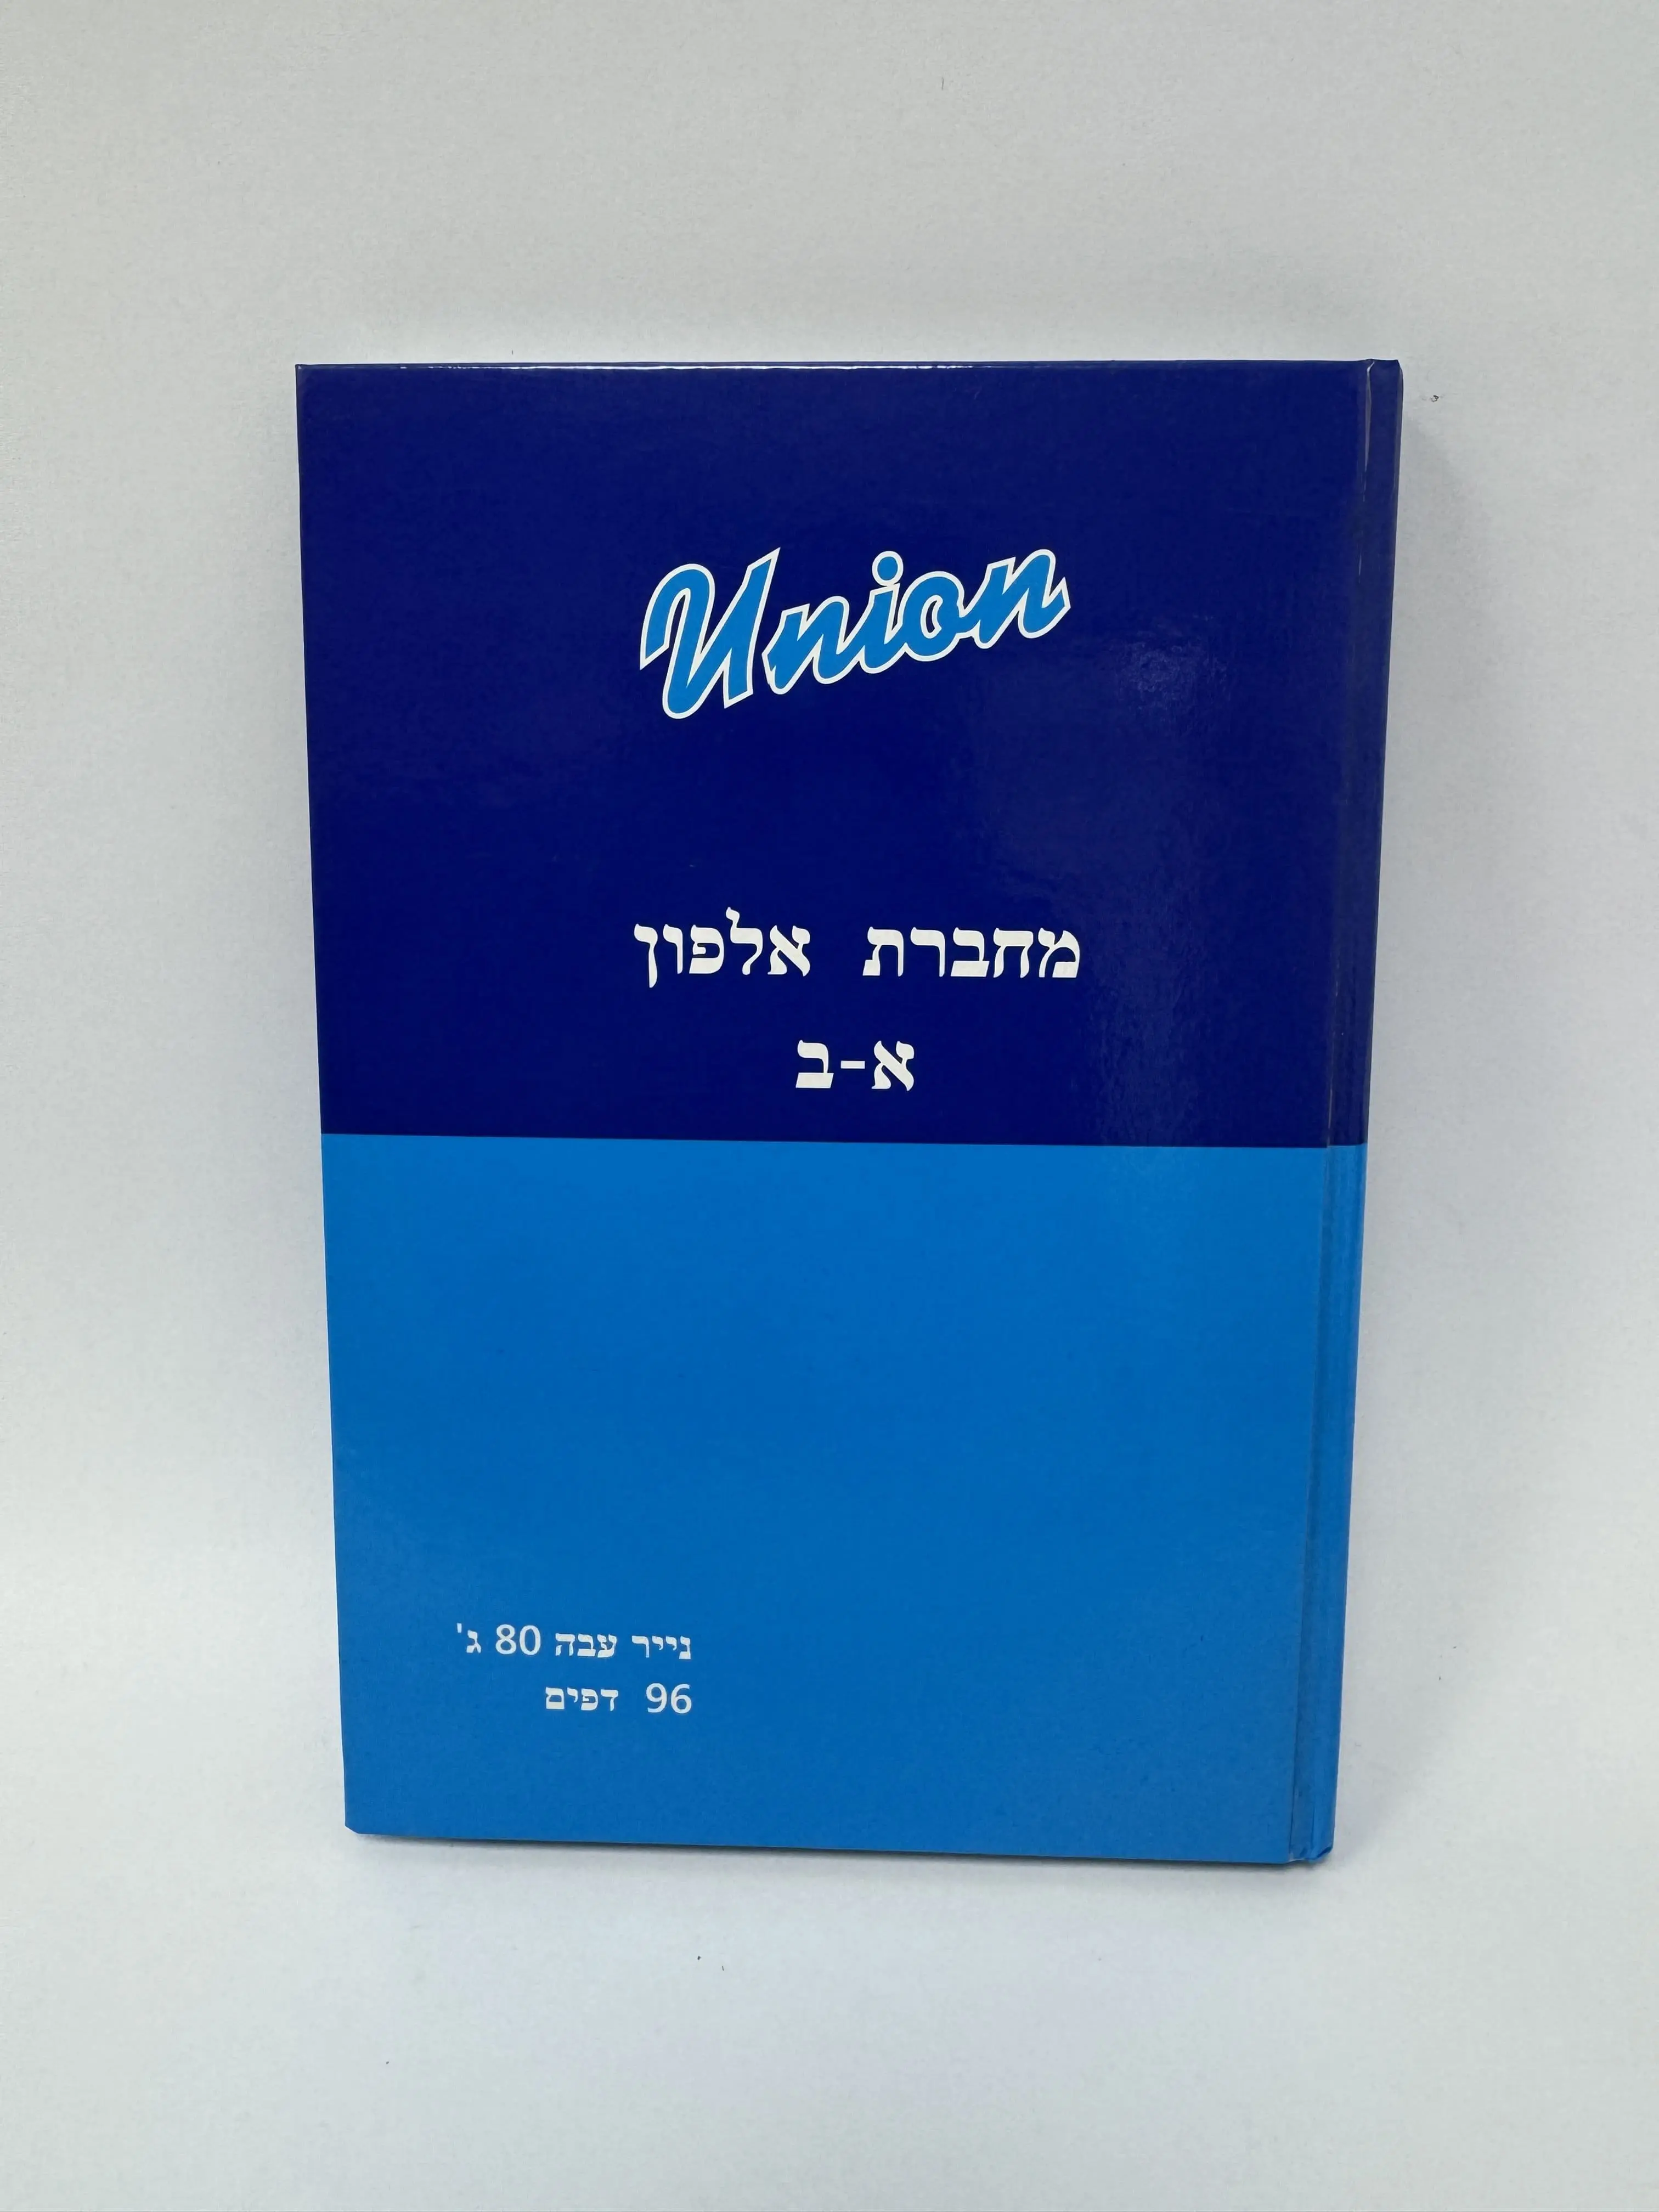 Union
מחברת אלפון
א-ב
נייר עבה 80 ג'
96 דפים